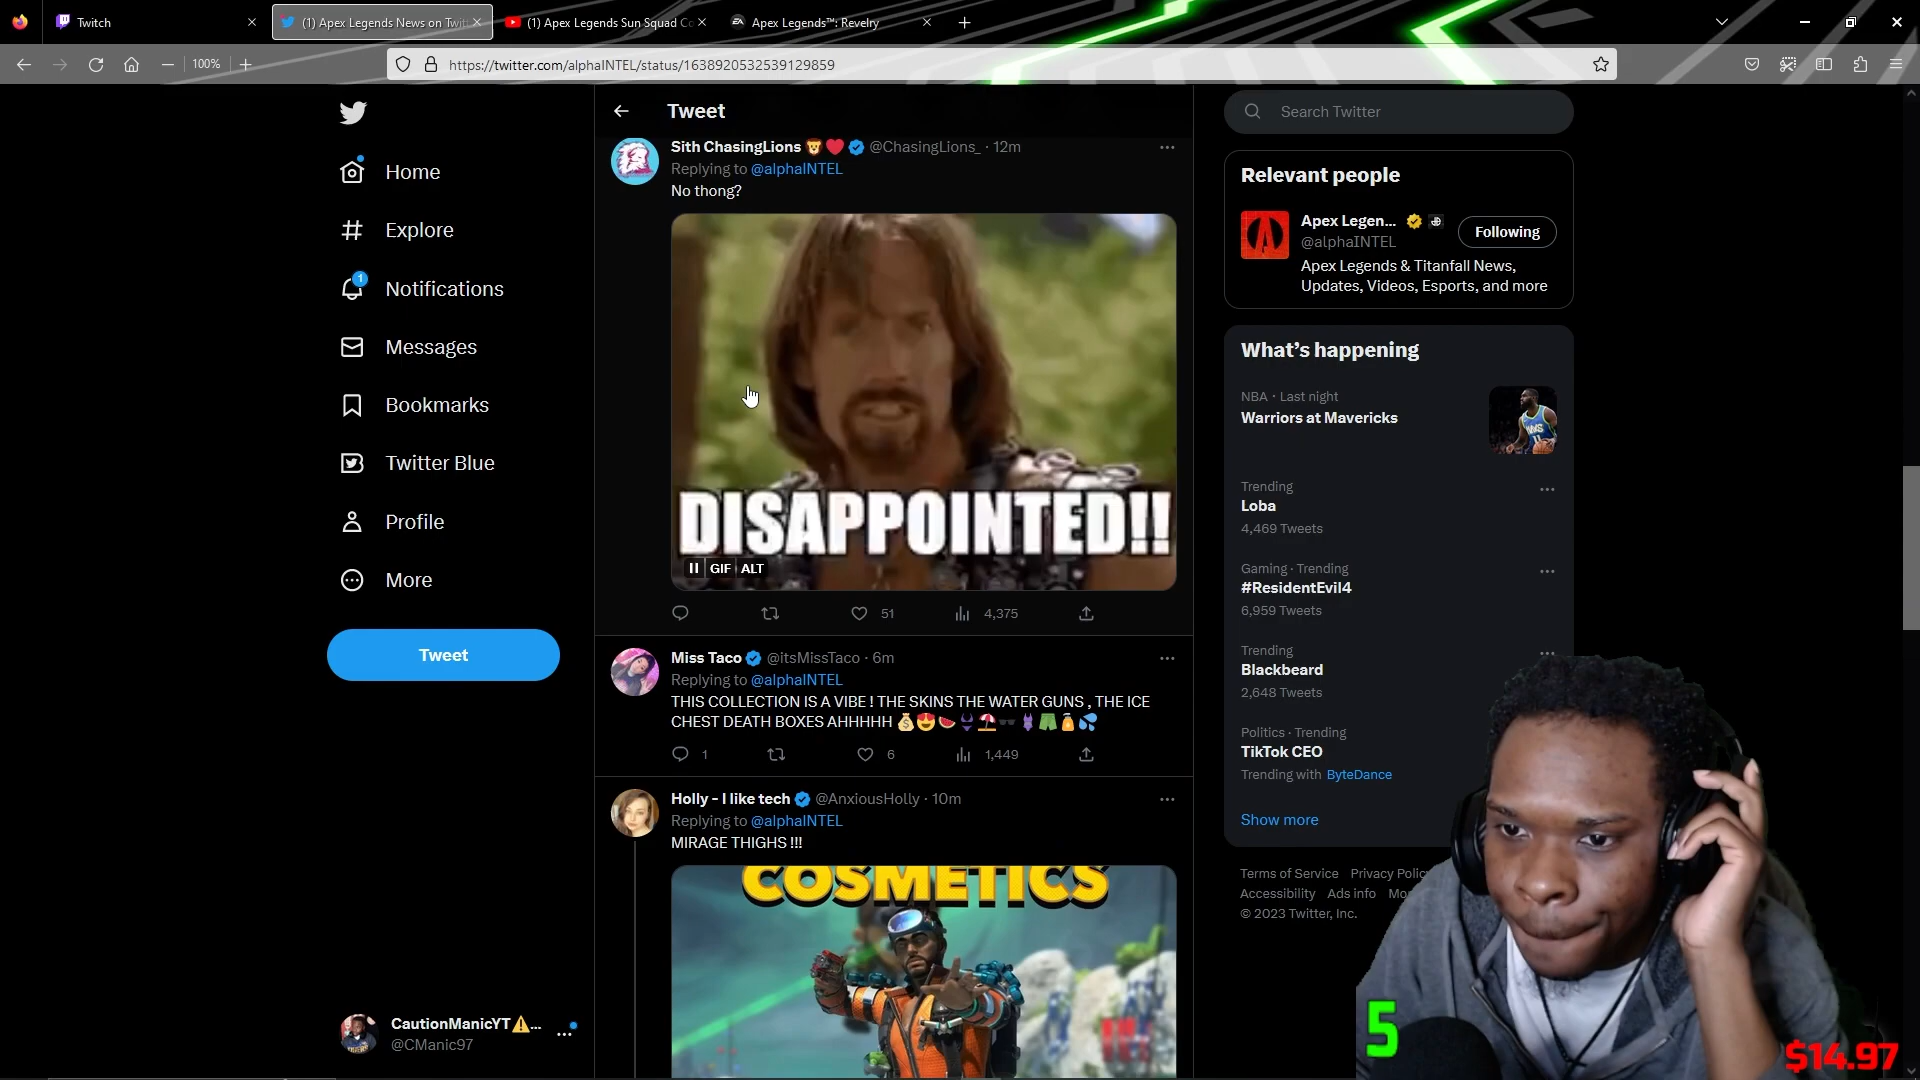 Twitch
(1) Apex Legends News on Twitt
(1) Apex Legends Sun Squad Co
Apex Legends™: Revelry
100%
https://twitter.com/alphaINTEL/status/1638920532539129859
Home
Explore
1
Notifications
Messages
Bookmarks
Twitter Blue
Profile
More
Tweet
CautionManicYT⚠️...
@CManic97
Tweet
Sith ChasingLions 🦁❤️ @ChasingLions_ · 12m
Replying to @alphaINTEL
No thong?
DISAPPOINTED!!
GIF ALT
51 4,375
Miss Taco @itsMissTaco · 6m
Replying to @alphaINTEL
THIS COLLECTION IS A VIBE ! THE SKINS THE WATER GUNS , THE ICE
CHEST DEATH BOXES AHHHHH 💰😍🍉👙⛱️🕶️🩱🩳🧴💦
1 6 1,449
Holly - I like tech @AnxiousHolly · 10m
Replying to @alphaINTEL
MIRAGE THIGHS !!!
COSMETICS
Search Twitter
Relevant people
Apex Legen...
@alphaINTEL
Following
Apex Legends & Titanfall News,
Updates, Videos, Esports, and more
What's happening
NBA · Last night
Warriors at Mavericks
Trending
Loba
4,469 Tweets
Gaming · Trending
#ResidentEvil4
6,959 Tweets
Trending
Blackbeard
2,648 Tweets
Politics · Trending
TikTok CEO
Trending with ByteDance
Show more
Terms of Service Privacy Polic
Accessibility Ads info Mor
© 2023 Twitter, Inc.
5
$14.97